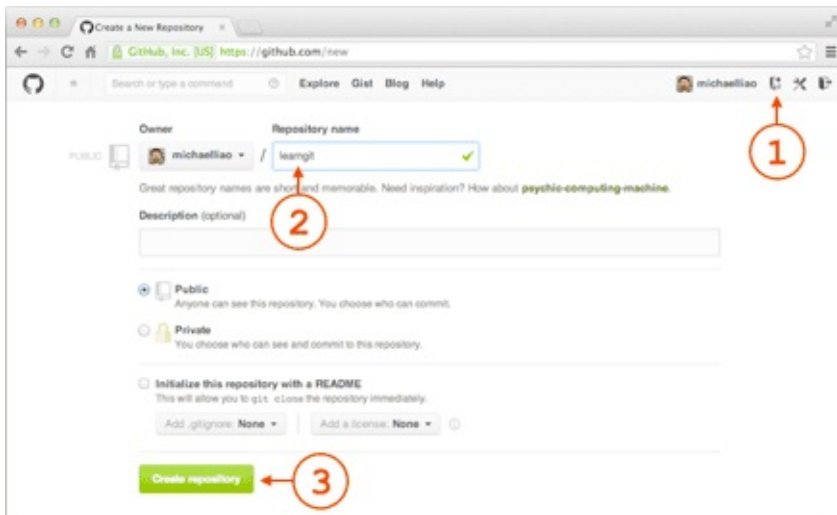 Create a New Repository
GitHub, Inc. [US] https://github.com/new
Search or type a command Explore Gist Blog Help michaelliao
1
Owner Repository name
PUBLIC michaelliao / learngit
Great repository names are short and memorable. Need inspiration? How about psychic-computing-machine.
2
Description (optional)
Public
Anyone can see this repository. You choose who can commit.
Private
You choose who can see and commit to this repository.
Initialize this repository with a README
This will allow you to git clone the repository immediately.
Add .gitignore: None Add a license: None
Create repository
3